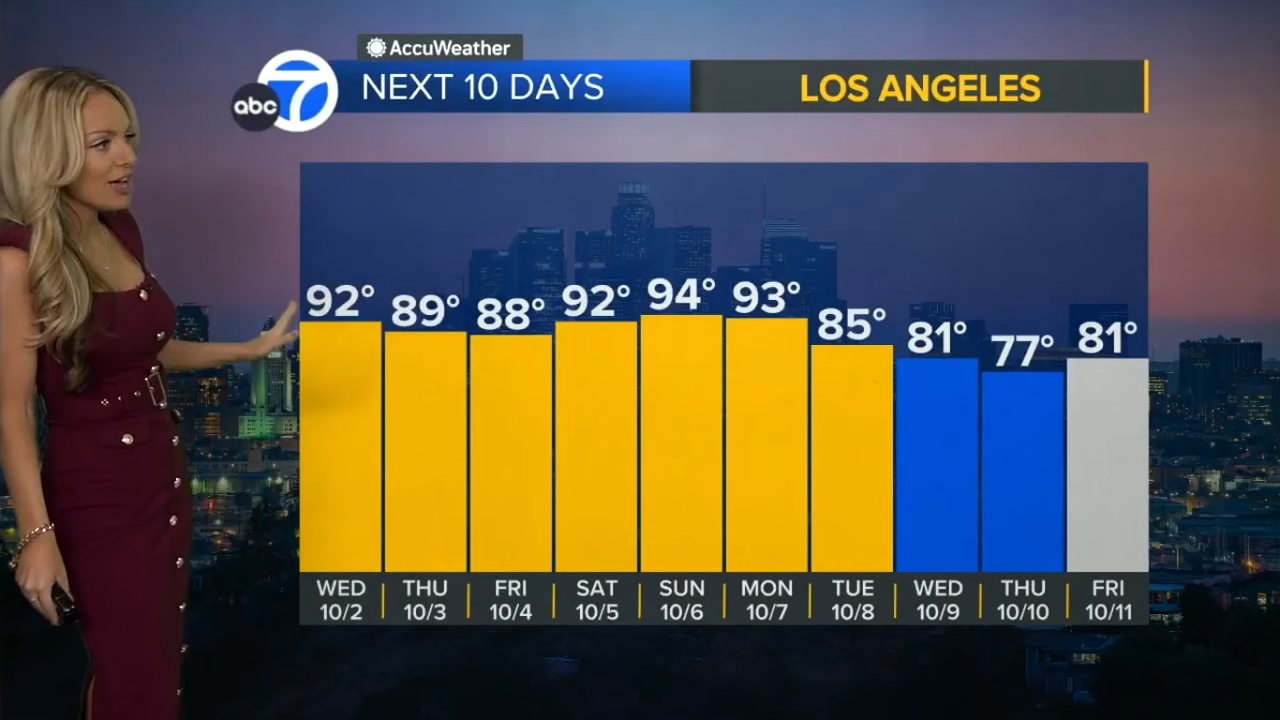 AccuWeather
abc 7
NEXT 10 DAYS
LOS ANGELES
92° 89° 88° 92° 94° 93° 85° 81° 77° 81°
WED THU FRI SAT SUN MON TUE WED THU FRI
10/2 10/3 10/4 10/5 10/6 10/7 10/8 10/9 10/10 10/11